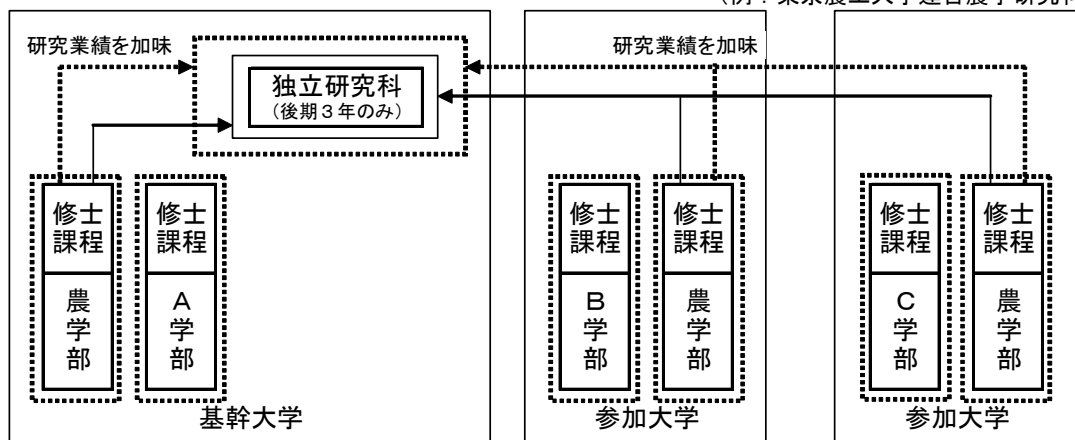 (例：東京農工大学連合農学研究科
研究業績を加味
研究業績を加味
独立研究科
(後期３年のみ)
修士
課程
農
学
部
修士
課程
Ａ
学
部
修士
課程
Ｂ
学
部
修士
課程
農
学
部
修士
課程
Ｃ
学
部
修士
課程
農
学
部
基幹大学
参加大学
参加大学